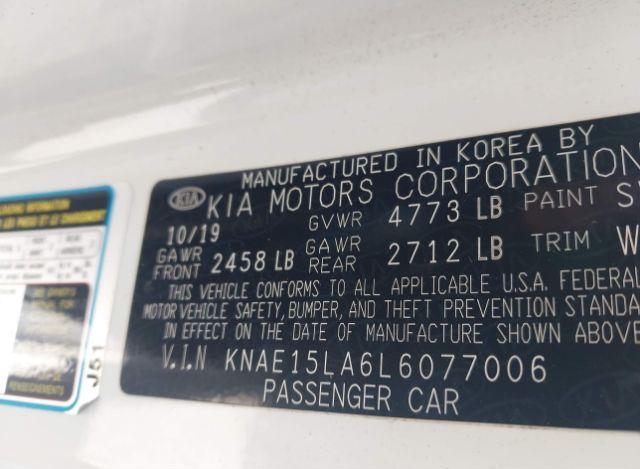 MANUFACTURED IN KOREA BY
KIA KIA MOTORS CORPORATION
10/19 GVWR 4773 LB PAINT S
GAWR FRONT 2458 LB GAWR REAR 2712 LB TRIM W
THIS VEHICLE CONFORMS TO ALL APPLICABLE U.S.A. FEDERAL
MOTOR VEHICLE SAFETY, BUMPER, AND THEFT PREVENTION STANDA
IN EFFECT ON THE DATE OF MANUFACTURE SHOWN ABOVE
V.I.N KNAE15LA6L6077006
PASSENGER CAR
J51